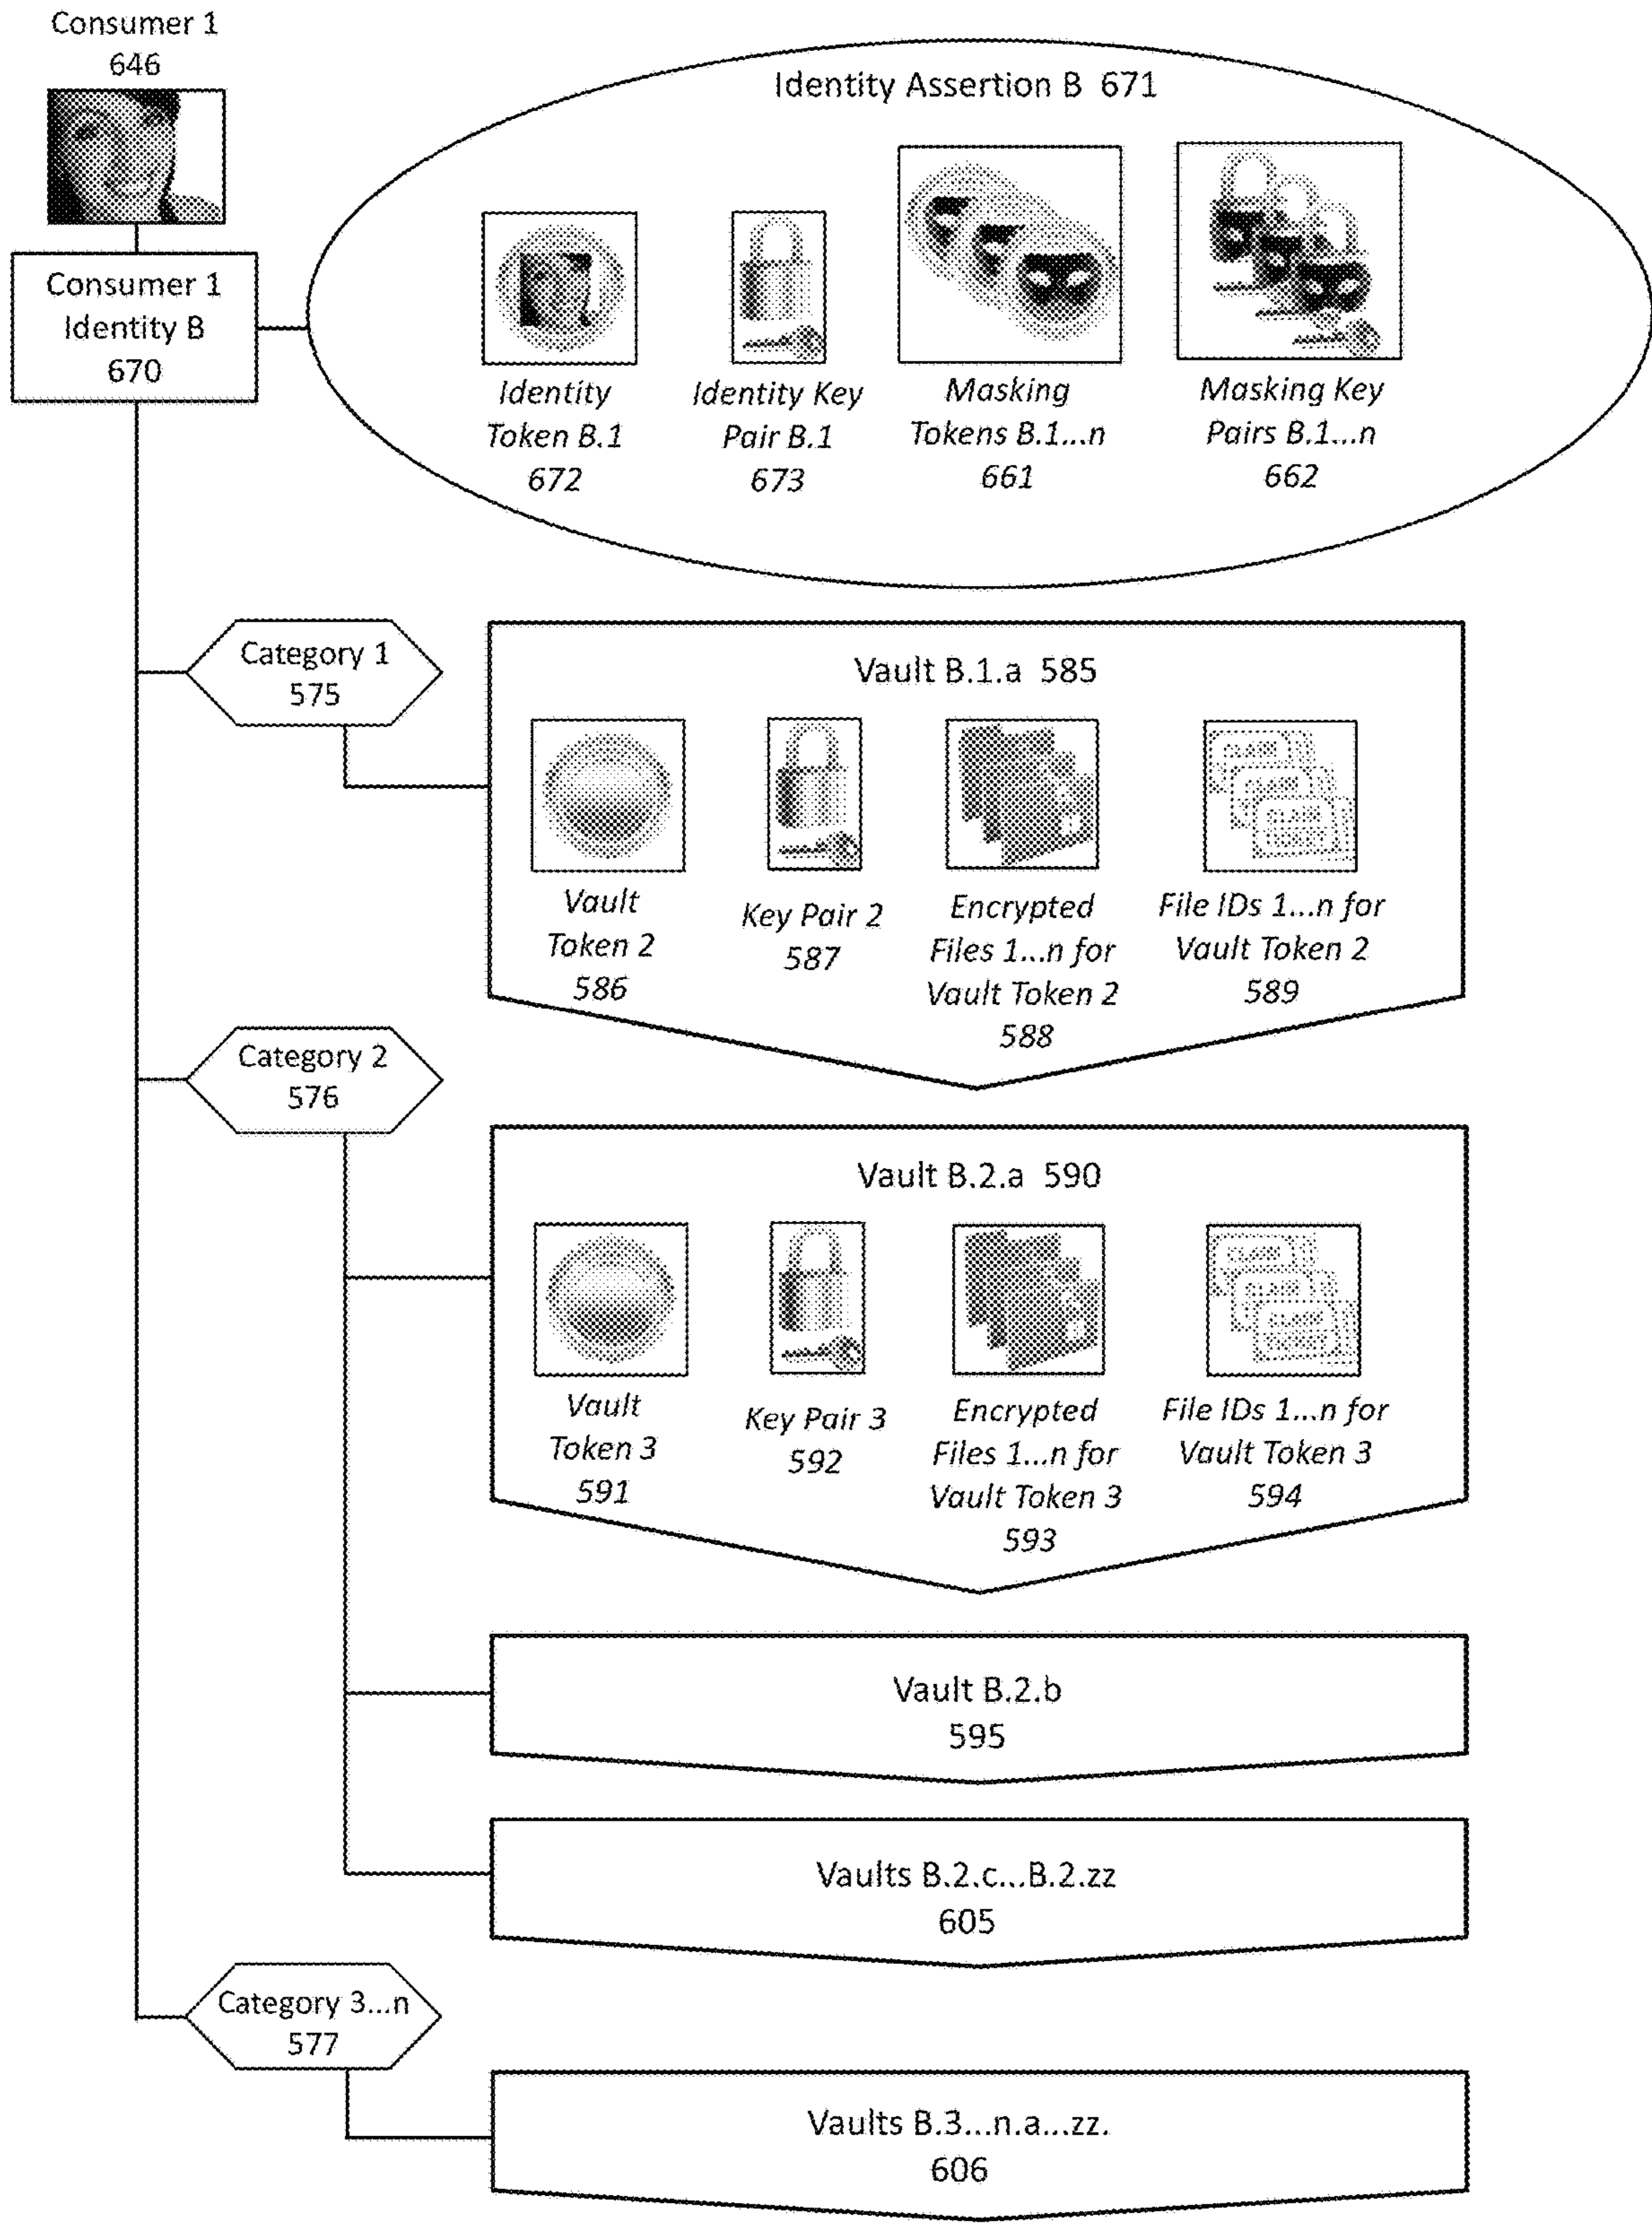 Consumer 1
646
Identity Assertion B 671
Consumer 1
Identity B
670
Identity
Token B.1
672
Identity Key
Pair B.1
673
Masking
Tokens B.1...n
661
Masking Key
Pairs B.1...n
662
Category 1
575
Vault B.1.a 585
CLAIM
CLAIM
Vault
Token 2
586
Key Pair 2
587
Encrypted
Files 1...n for
Vault Token 2
588
File IDs 1...n for
Vault Token 2
589
Category 2
576
Vault B.2.a 590
CLAIM
CLAIM
Vault
Token 3
591
Key Pair 3
592
Encrypted
Files 1...n for
Vault Token 3
593
File IDs 1...n for
Vault Token 3
594
Vault B.2.b
595
Vaults B.2.c...B.2.zz
605
Category 3...n
577
Vaults B.3...n.a...zz.
606